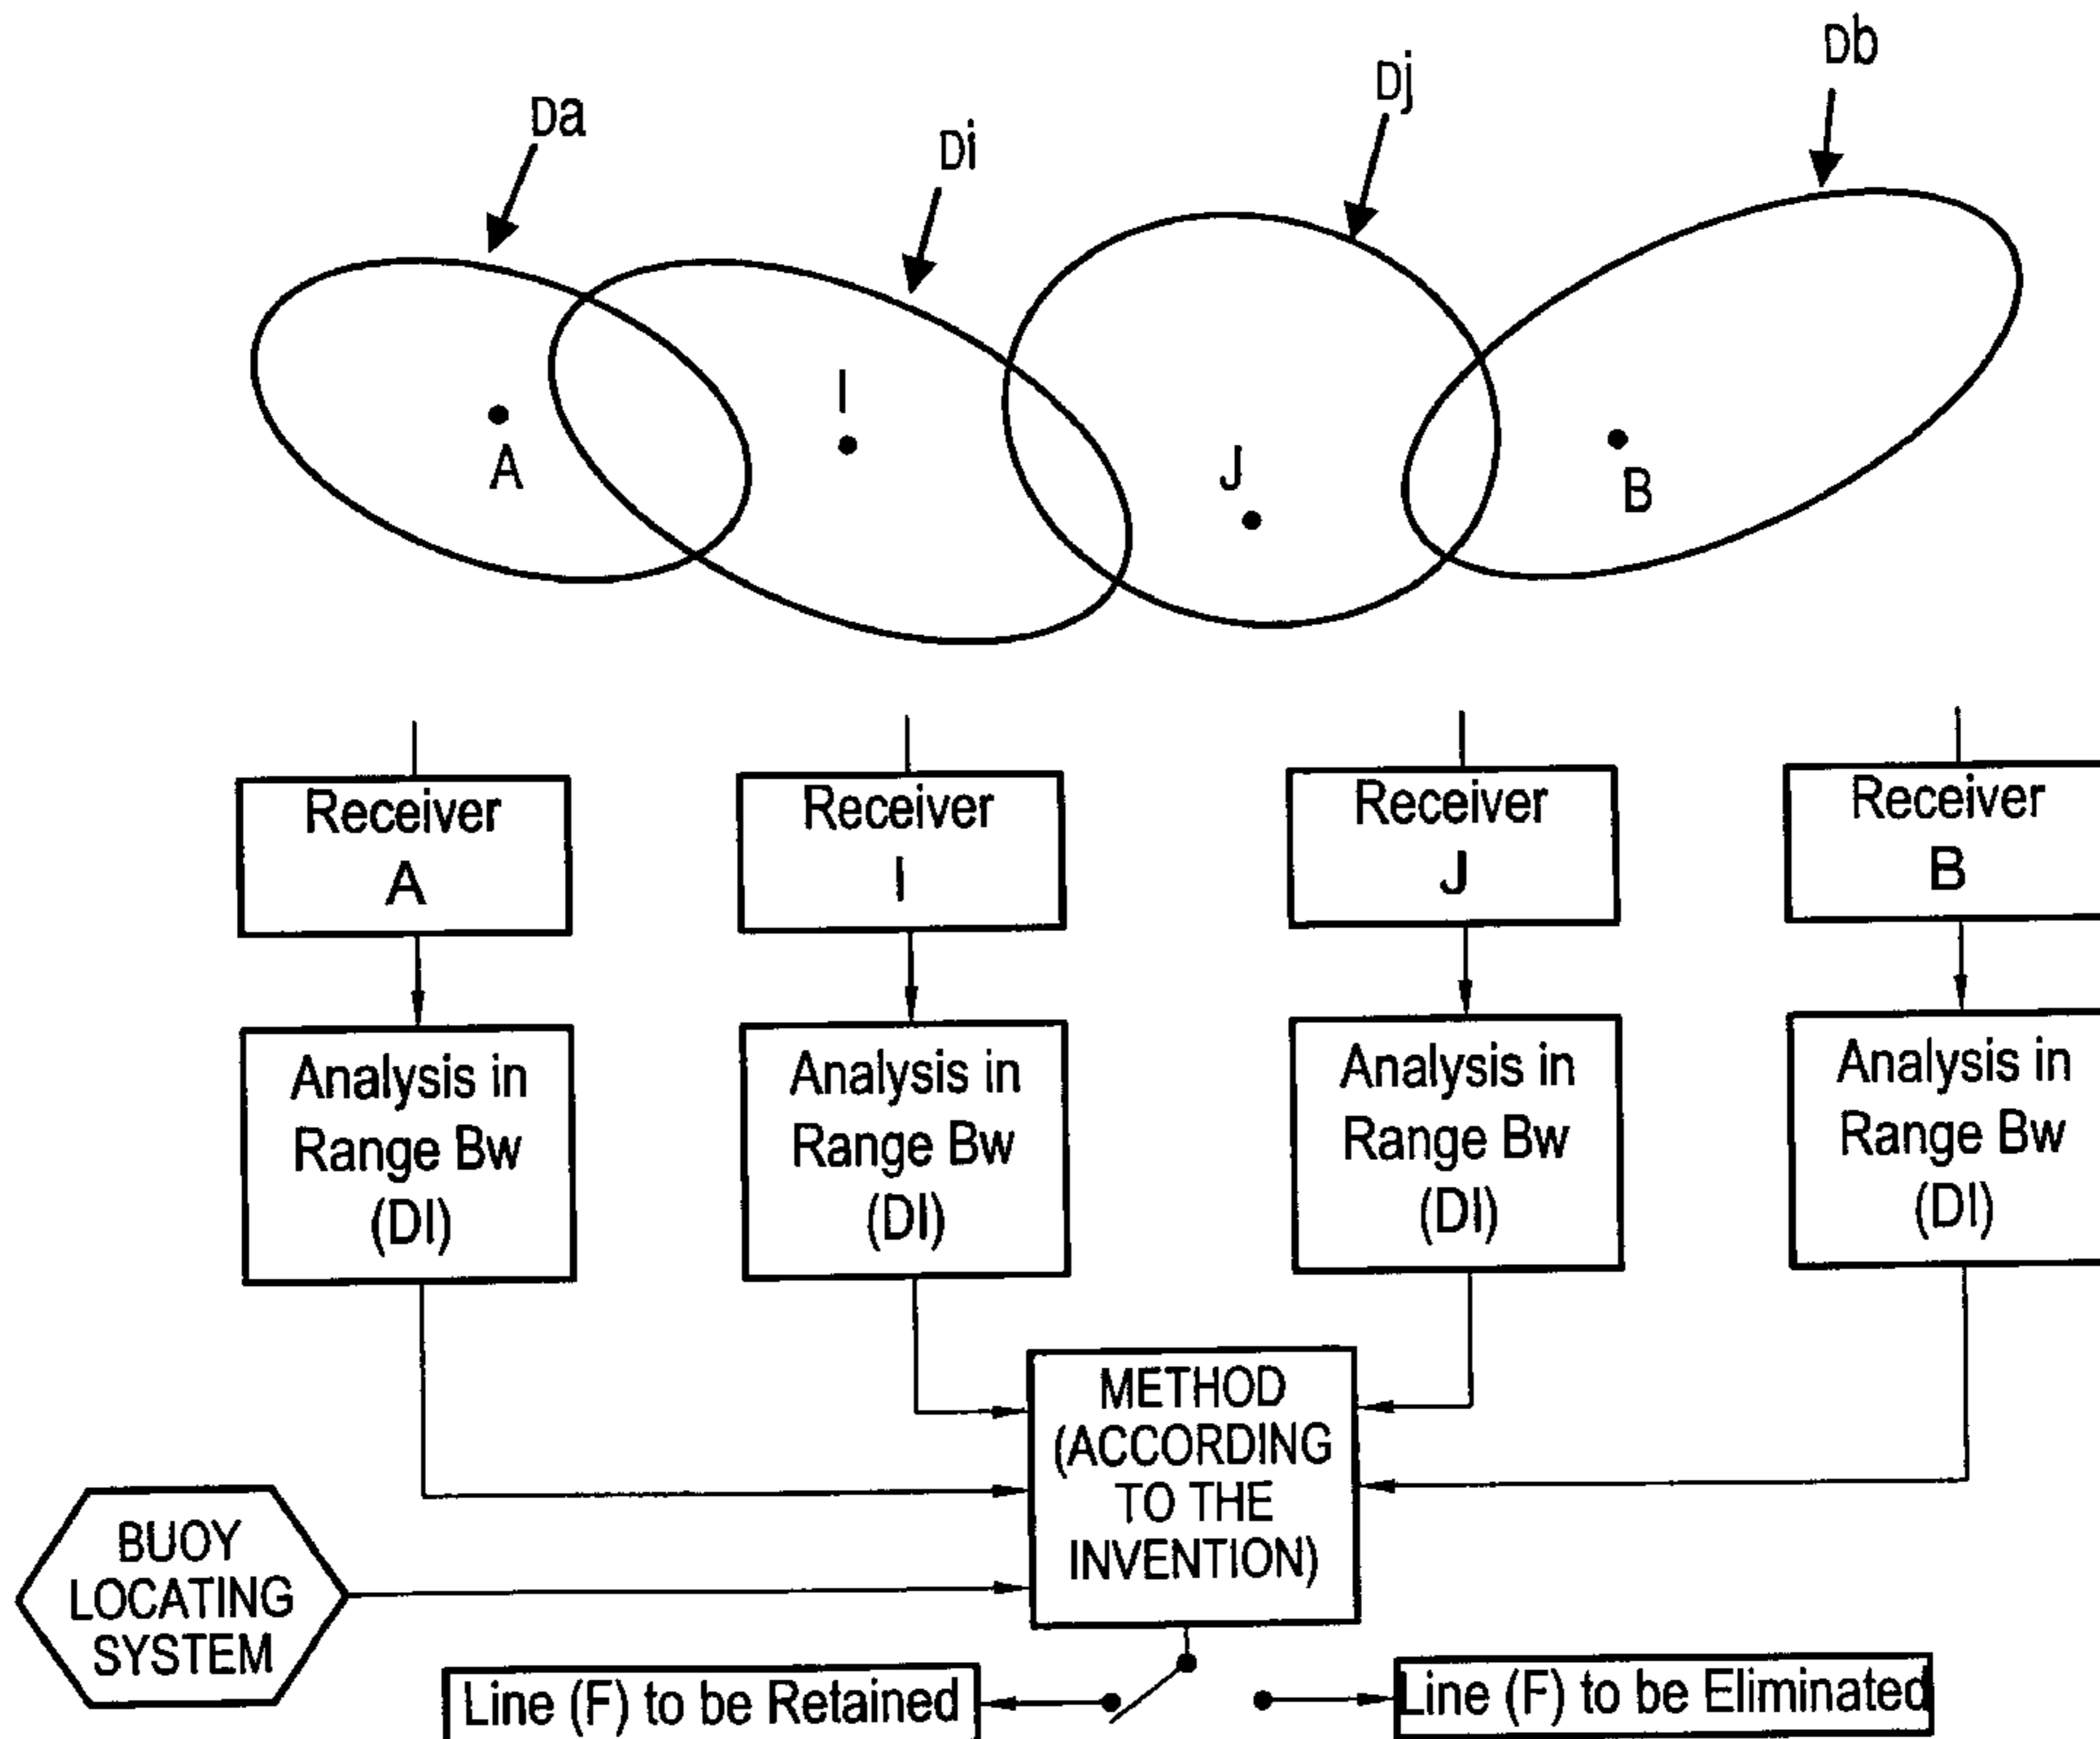 Da
Di
Dj
Db
A
I
J
B
Receiver
A
Receiver
I
Receiver
J
Receiver
B
Analysis in
Range Bw
(DI)
Analysis in
Range Bw
(DI)
Analysis in
Range Bw
(DI)
Analysis in
Range Bw
(DI)
METHOD
(ACCORDING
TO THE
INVENTION)
BUOY
LOCATING
SYSTEM
Line (F) to be Retained
Line (F) to be Eliminated